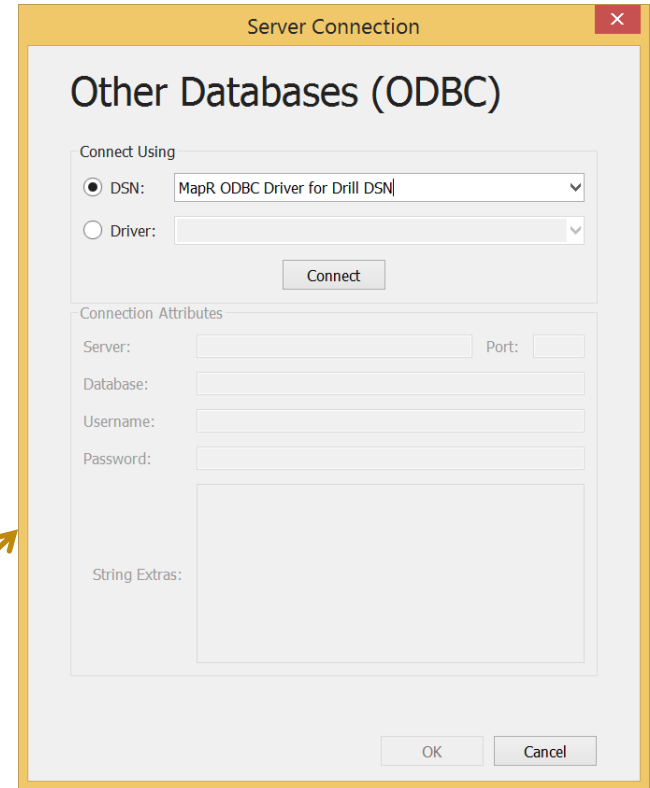 Server Connection
Other Databases (ODBC)
Connect Using
DSN: MapR ODBC Driver for Drill DSN
Driver:
Connect
Connection Attributes
Server: Port:
Database:
Username:
Password:
String Extras:
OK Cancel